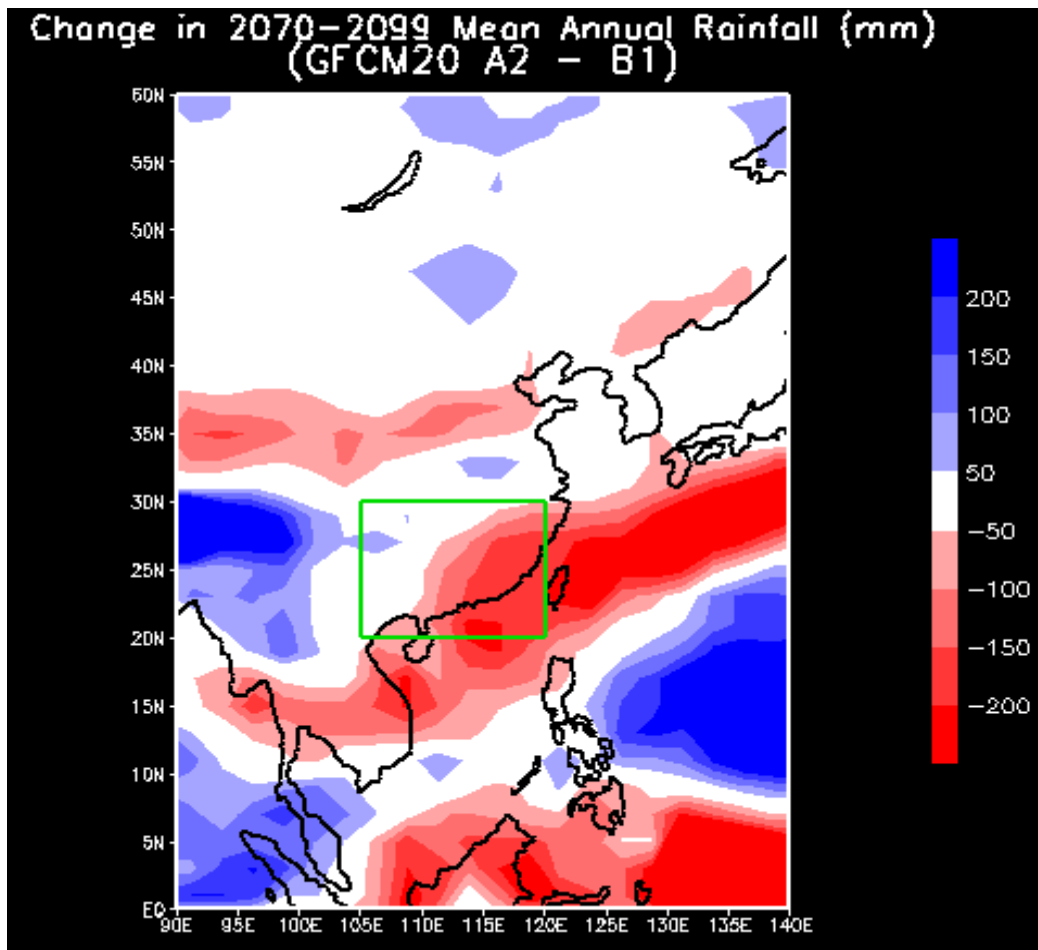 Change in 2070-2099 Mean Annual Rainfall (mm)
(GFCM20 A2 - B1)
60N
55N
50N
45N
40N
35N
30N
25N
20N
15N
10N
5N
EQ
90E 95E 100E 105E 110E 115E 120E 125E 130E 135E 140E
200
150
100
50
-50
-100
-150
-200